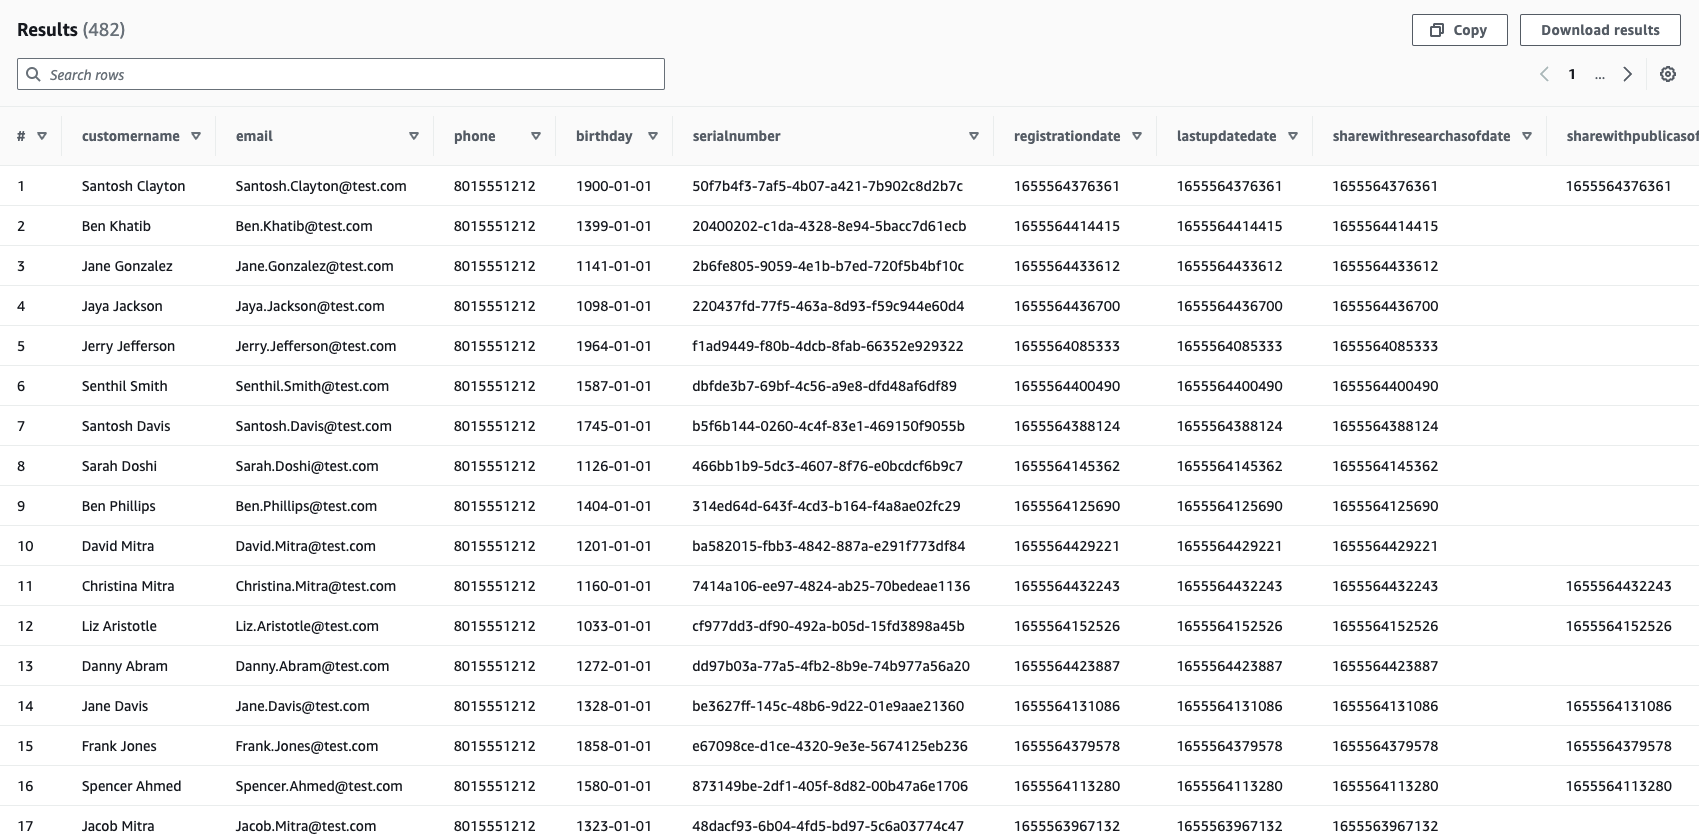 Results (482)
Copy
Download results
Search rows
1 ...
# customername email phone birthday serialnumber registrationdate lastupdatedate sharewithresearchasofdate sharewithpublicasof
1 Santosh Clayton Santosh.Clayton@test.com 8015551212 1900-01-01 50f7b4f3-7af5-4b07-a421-7b902c8d2b7c 1655564376361 1655564376361 1655564376361 1655564376361
2 Ben Khatib Ben.Khatib@test.com 8015551212 1399-01-01 20400202-c1da-4328-8e94-5bacc7d61ecb 1655564414415 1655564414415 1655564414415
3 Jane Gonzalez Jane.Gonzalez@test.com 8015551212 1141-01-01 2b6fe805-9059-4e1b-b7ed-720f5b4bf10c 1655564433612 1655564433612 1655564433612
4 Jaya Jackson Jaya.Jackson@test.com 8015551212 1098-01-01 220437fd-77f5-463a-8d93-f59c944e60d4 1655564436700 1655564436700 1655564436700
5 Jerry Jefferson Jerry.Jefferson@test.com 8015551212 1964-01-01 f1ad9449-f80b-4dcb-8fab-66352e929322 1655564085333 1655564085333 1655564085333
6 Senthil Smith Senthil.Smith@test.com 8015551212 1587-01-01 dbfde3b7-69bf-4c56-a9e8-dfd48af6df89 1655564400490 1655564400490 1655564400490
7 Santosh Davis Santosh.Davis@test.com 8015551212 1745-01-01 b5f6b144-0260-4c4f-83e1-469150f9055b 1655564388124 1655564388124 1655564388124
8 Sarah Doshi Sarah.Doshi@test.com 8015551212 1126-01-01 466bb1b9-5dc3-4607-8f76-e0bcdcf6b9c7 1655564145362 1655564145362 1655564145362
9 Ben Phillips Ben.Phillips@test.com 8015551212 1404-01-01 314ed64d-643f-4cd3-b164-f4a8ae02fc29 1655564125690 1655564125690 1655564125690
10 David Mitra David.Mitra@test.com 8015551212 1201-01-01 ba582015-fbb3-4842-887a-e291f773df84 1655564429221 1655564429221 1655564429221
11 Christina Mitra Christina.Mitra@test.com 8015551212 1160-01-01 7414a106-ee97-4824-ab25-70bedeae1136 1655564432243 1655564432243 1655564432243 1655564432243
12 Liz Aristotle Liz.Aristotle@test.com 8015551212 1033-01-01 cf977dd3-df90-492a-b05d-15fd3898a45b 1655564152526 1655564152526 1655564152526 1655564152526
13 Danny Abram Danny.Abram@test.com 8015551212 1272-01-01 dd97b03a-77a5-4fb2-8b9e-74b977a56a20 1655564423887 1655564423887 1655564423887
14 Jane Davis Jane.Davis@test.com 8015551212 1328-01-01 be3627ff-145c-48b6-9d22-01e9aae21360 1655564131086 1655564131086 1655564131086 1655564131086
15 Frank Jones Frank.Jones@test.com 8015551212 1858-01-01 e67098ce-d1ce-4320-9e3e-5674125eb236 1655564379578 1655564379578 1655564379578 1655564379578
16 Spencer Ahmed Spencer.Ahmed@test.com 8015551212 1580-01-01 873149be-2df1-405f-8d82-00b47a6e1706 1655564113280 1655564113280 1655564113280 1655564113280
17 Jacob Mitra Jacob.Mitra@test.com 8015551212 1323-01-01 48dacf93-6b04-4fd5-bd97-5c6a03774c47 1655563967132 1655563967132 1655563967132